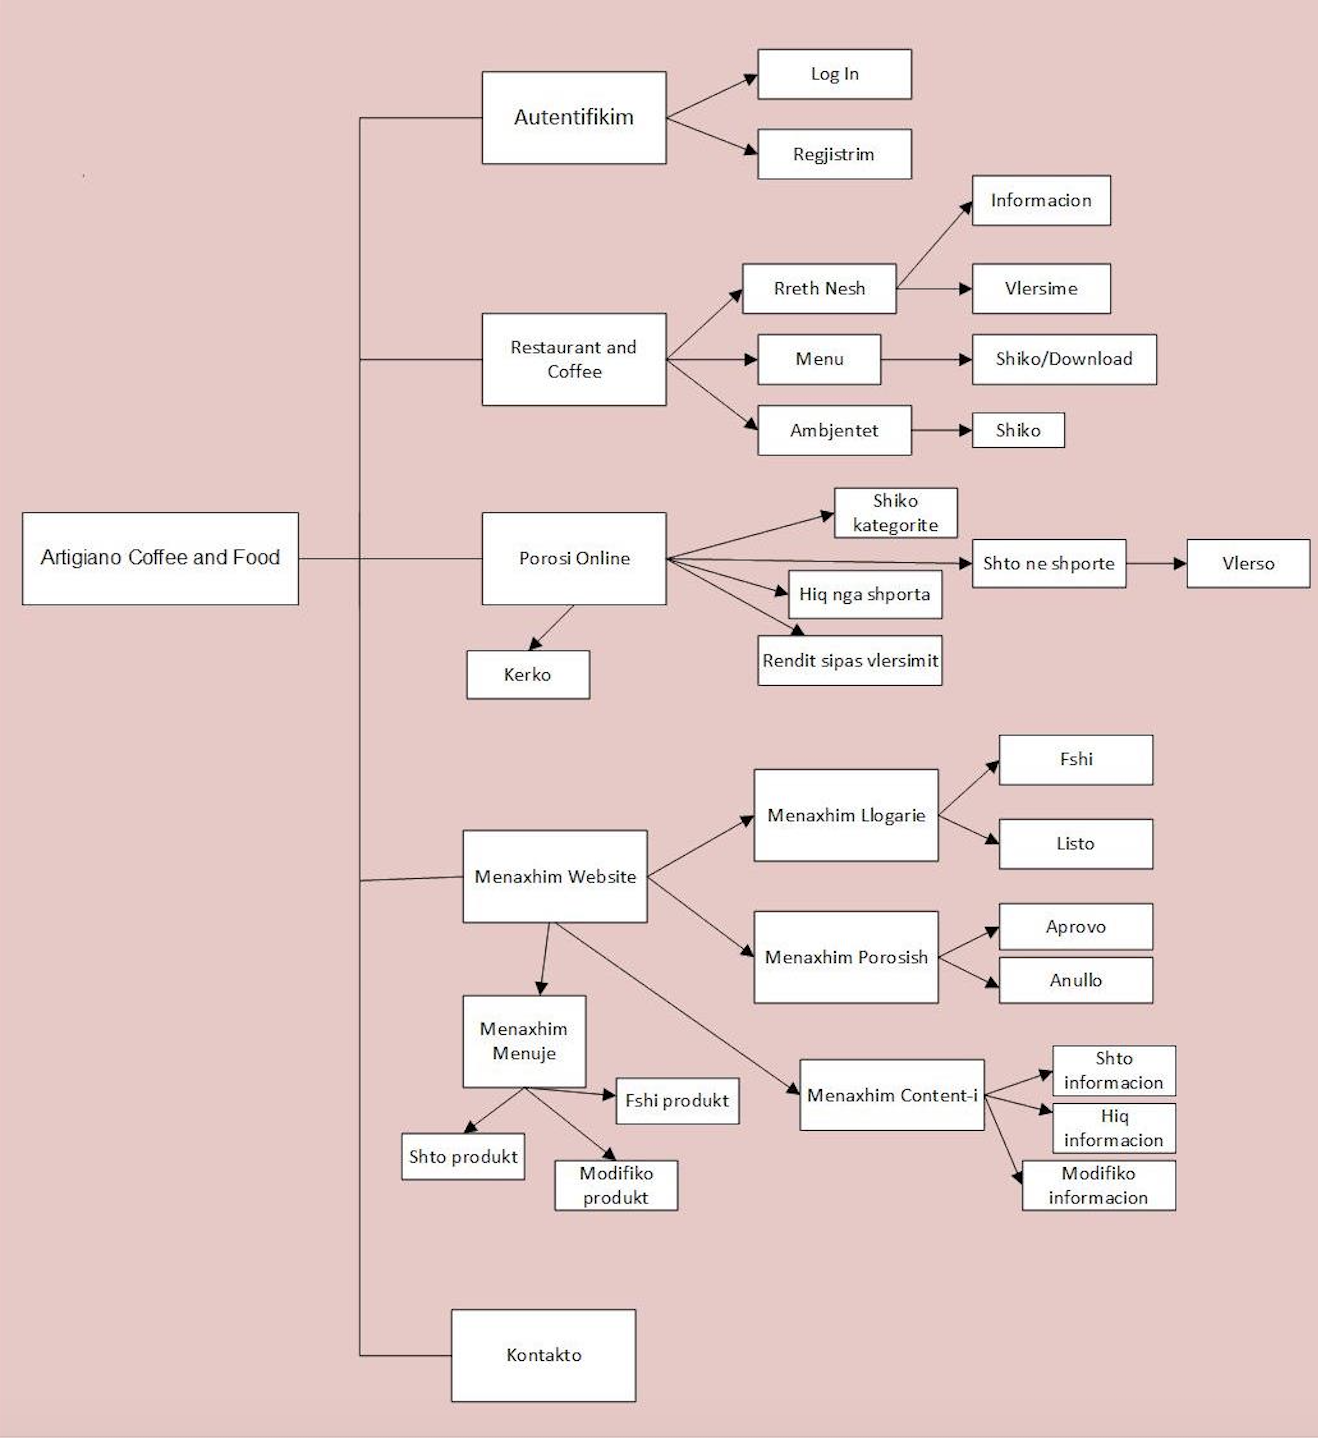 Autentifikim
Log In
Regjistrim
Restaurant and
Coffee
Rreth Nesh
Informacion
Vlersime
Menu
Shiko/Download
Ambjentet
Shiko
Artigiano Coffee and Food
Porosi Online
Shiko
kategorite
Shto ne shporte
Vlerso
Hiq nga shporta
Rendit sipas vlersimit
Kerko
Menaxhim Website
Menaxhim Llogarie
Fshi
Listo
Menaxhim Porosish
Aprovo
Anullo
Menaxhim
Menuje
Fshi produkt
Shto produkt
Modifiko
produkt
Menaxhim Content-i
Shto
informacion
Hiq
informacion
Modifiko
informacion
Kontakto